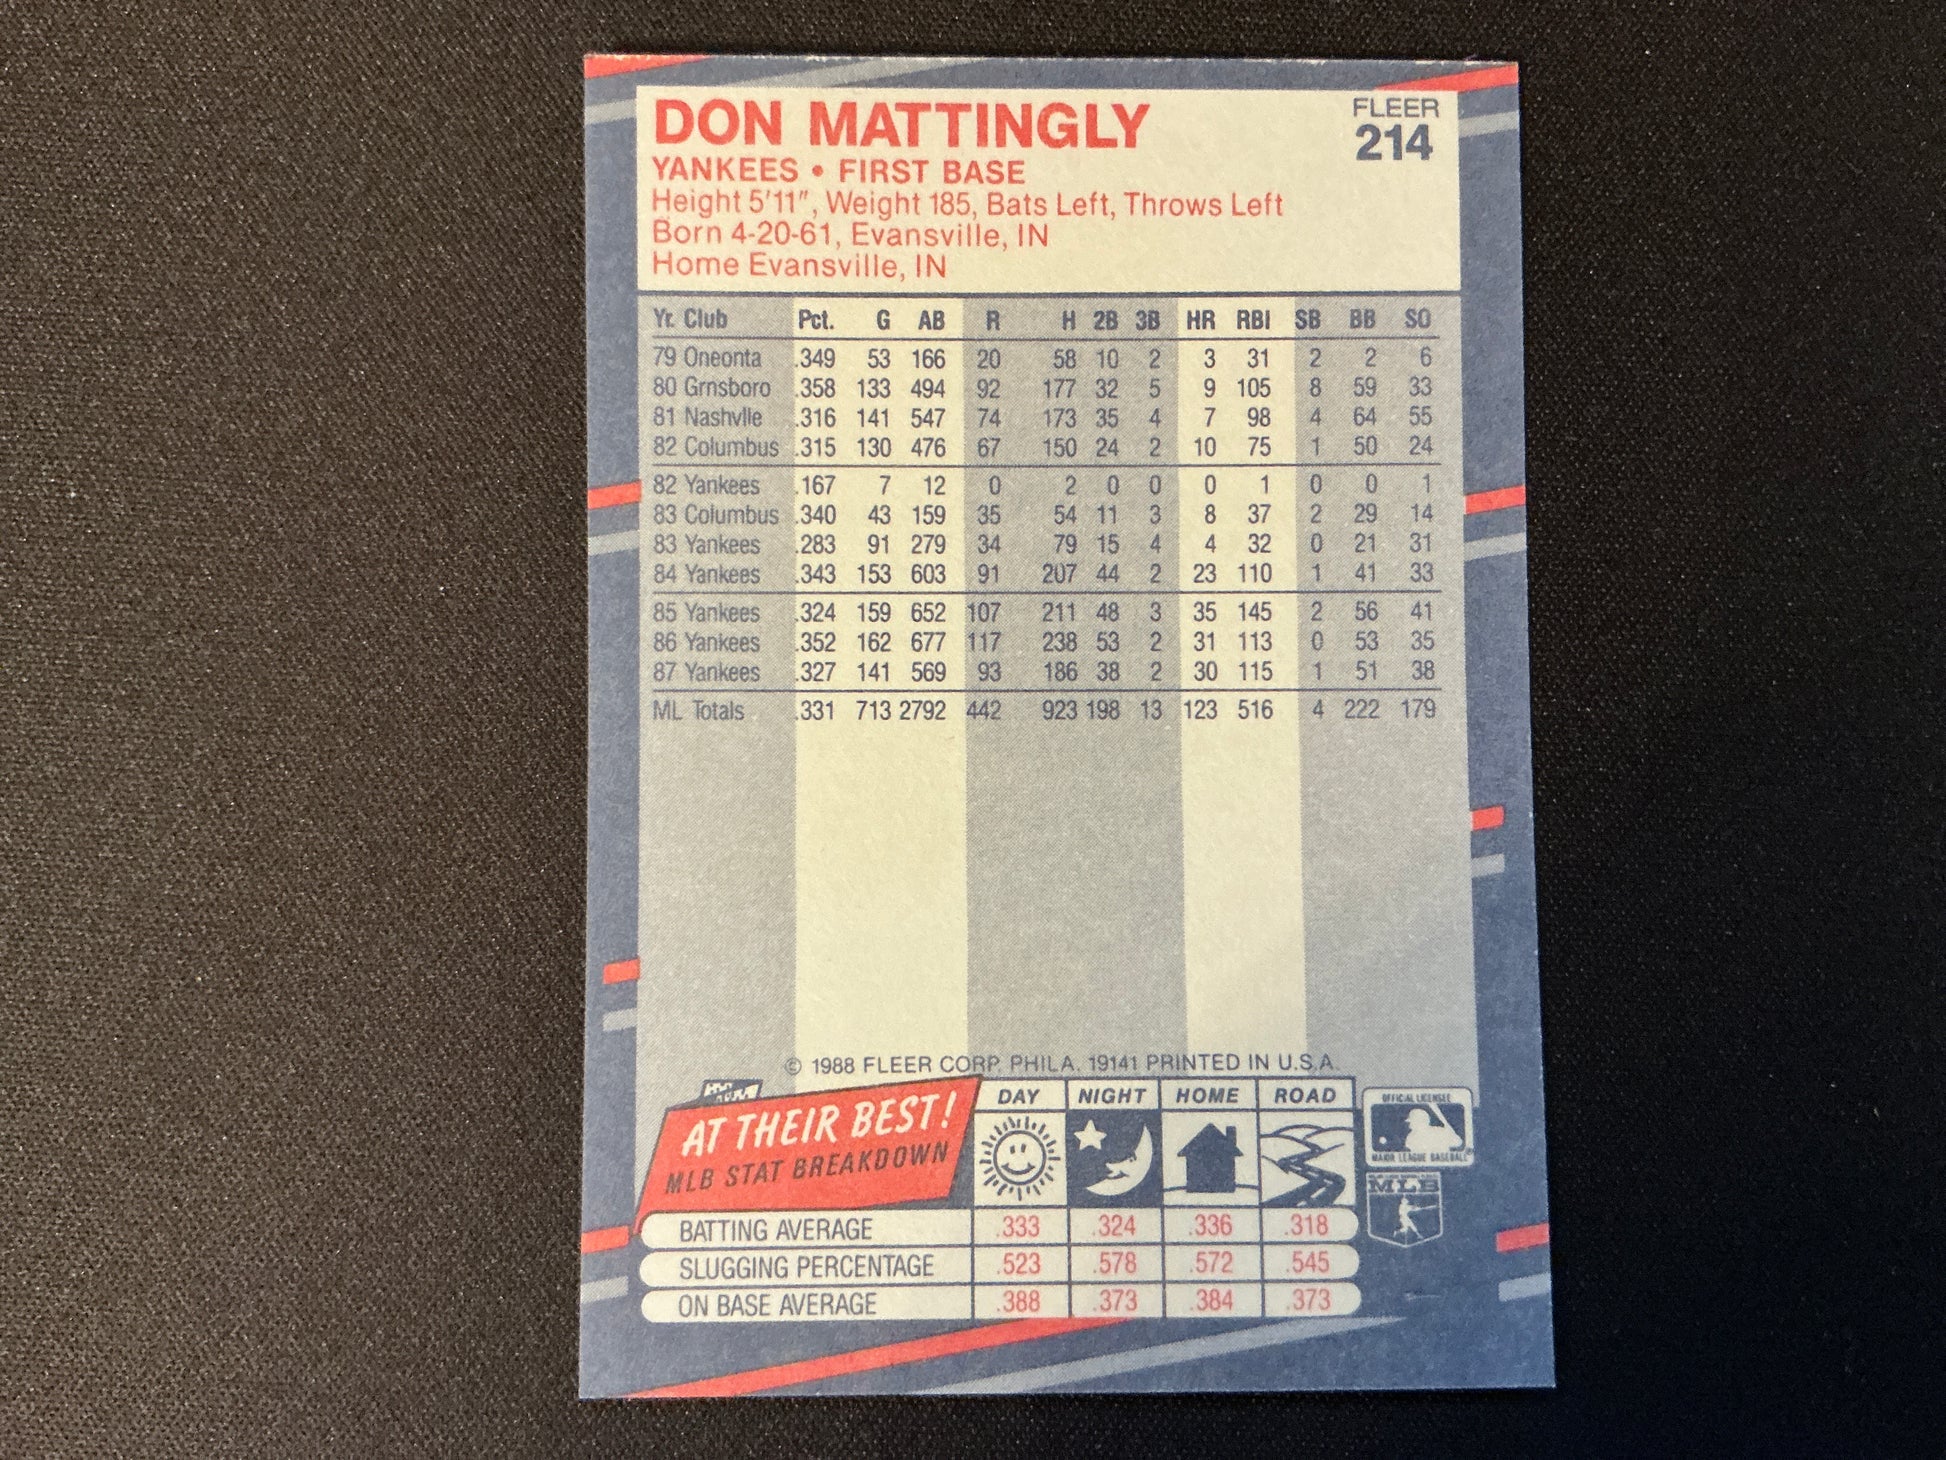 DON MATTINGLY
FLEER
214
YANKEES • FIRST BASE
Height 5'11", Weight 185, Bats Left, Throws Left
Born 4-20-61, Evansville, IN
Home Evansville, IN
Yr. Club Pct. G AB R H 2B 3B HR RBI SB BB SO
79 Oneonta .349 53 166 20 58 10 2 3 31 2 2 6
80 Grnsboro .358 133 494 92 177 32 5 9 105 8 59 33
81 Nashvlle .316 141 547 74 173 35 4 7 98 4 64 55
82 Columbus .315 130 476 67 150 24 2 10 75 1 50 24
82 Yankees .167 7 12 0 2 0 0 0 1 0 0 1
83 Columbus .340 43 159 35 54 11 3 8 37 2 29 14
83 Yankees .283 91 279 34 79 15 4 4 32 0 21 31
84 Yankees .343 153 603 91 207 44 2 23 110 1 41 33
85 Yankees .324 159 652 107 211 48 3 35 145 2 56 41
86 Yankees .352 162 677 117 238 53 2 31 113 0 53 35
87 Yankees .327 141 569 93 186 38 2 30 115 1 51 38
ML Totals .331 713 2792 442 923 198 13 123 516 4 222 179
© 1988 FLEER CORP. PHILA. 19141 PRINTED IN U.S.A.
AT THEIR BEST!
MLB STAT BREAKDOWN
DAY NIGHT HOME ROAD
BATTING AVERAGE .333 .324 .336 .318
SLUGGING PERCENTAGE .523 .578 .572 .545
ON BASE AVERAGE .388 .373 .384 .373
OFFICIAL LICENSEE
MAJOR LEAGUE BASEBALL
MLB